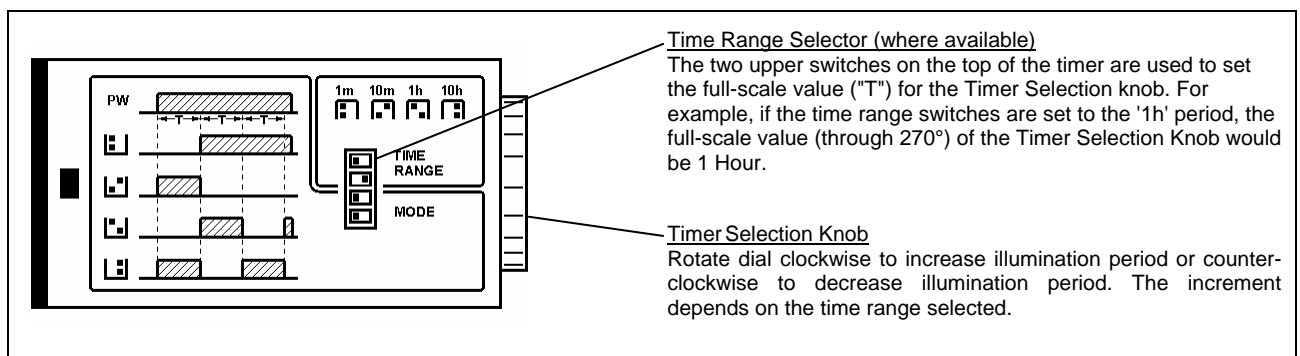 PW
T T T
1m 10m 1h 10h
TIME
RANGE
MODE
Time Range Selector (where available)
The two upper switches on the top of the timer are used to set
the full-scale value ("T") for the Timer Selection knob. For
example, if the time range switches are set to the '1h' period, the
full-scale value (through 270°) of the Timer Selection Knob would
be 1 Hour.
Timer Selection Knob
Rotate dial clockwise to increase illumination period or counter-
clockwise to decrease illumination period. The increment
depends on the time range selected.